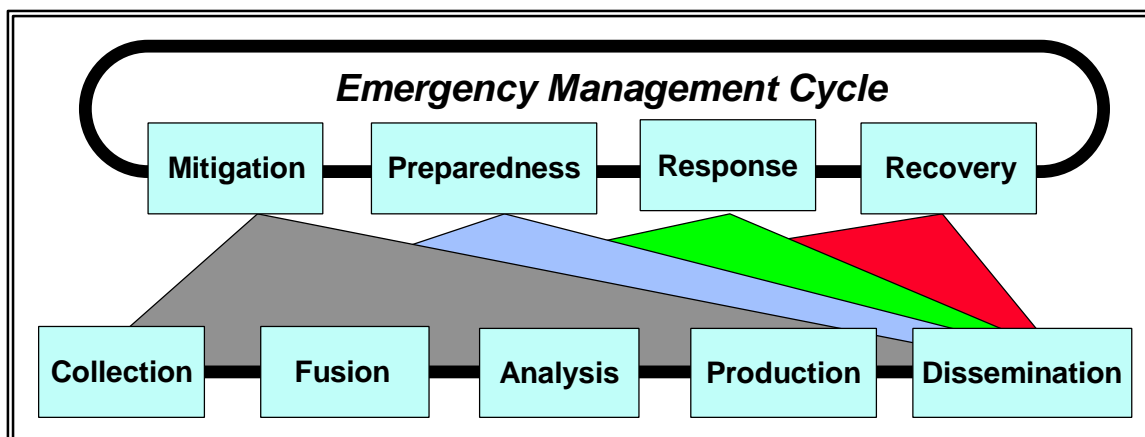 Emergency Management Cycle
Mitigation
Preparedness
Response
Recovery
Collection
Fusion
Analysis
Production
Dissemination